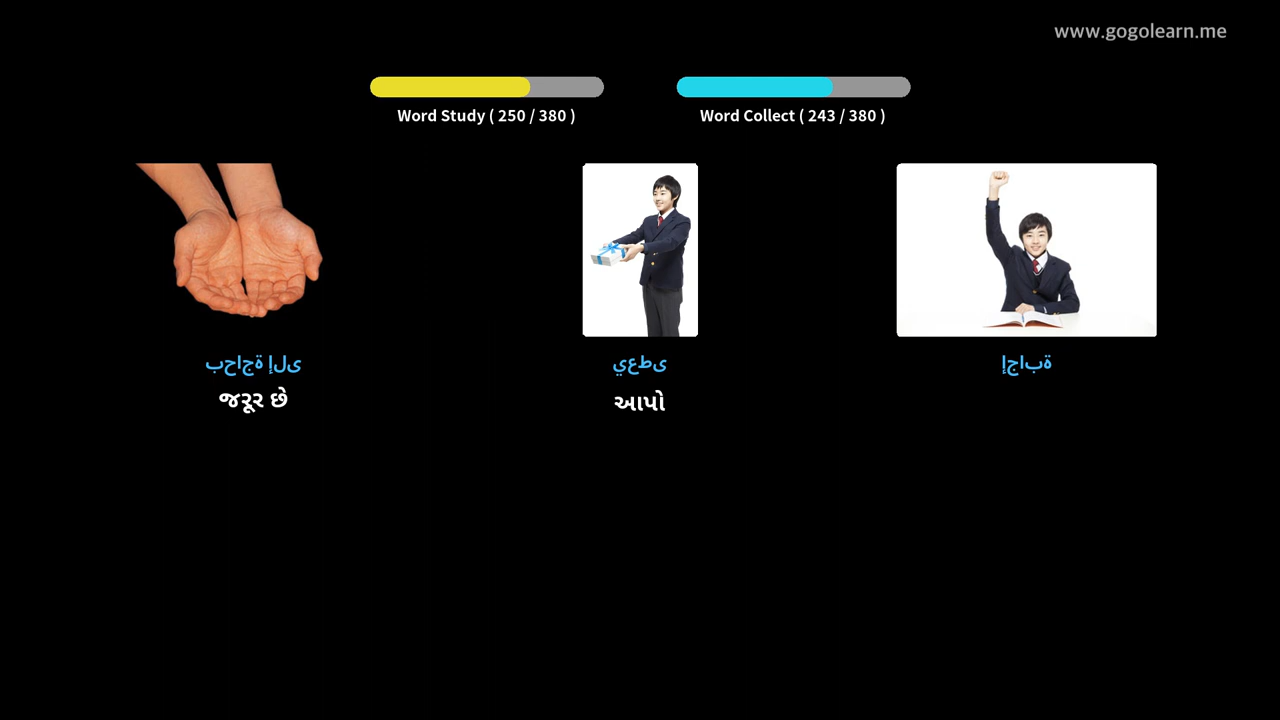 www.gogolearn.me
Word Study ( 250 / 380 )
Word Collect ( 243 / 380 )
بحاجة إلى
يعطى
إجابة
જરૂર છે
આપો